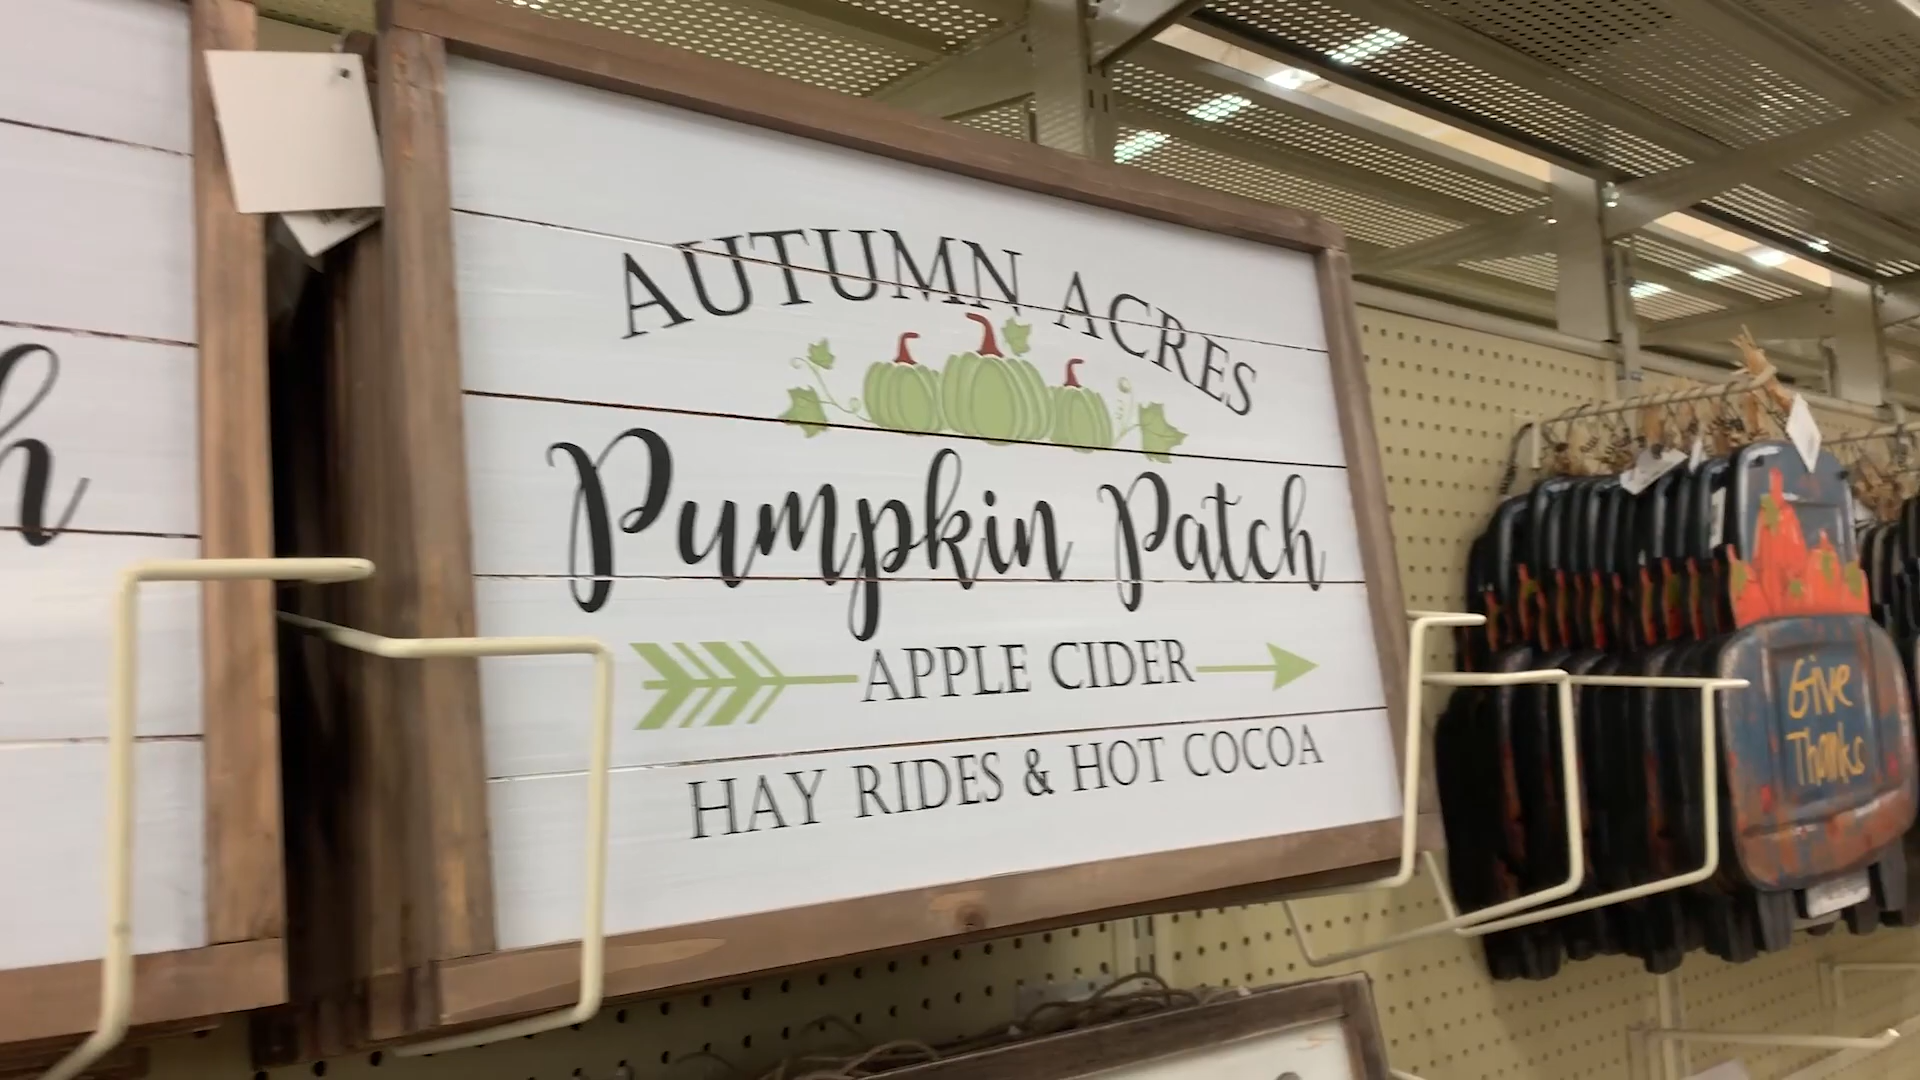 AUTUMN ACRES
Pumpkin Patch
APPLE CIDER
HAY RIDES & HOT COCOA
Give
Thanks
h